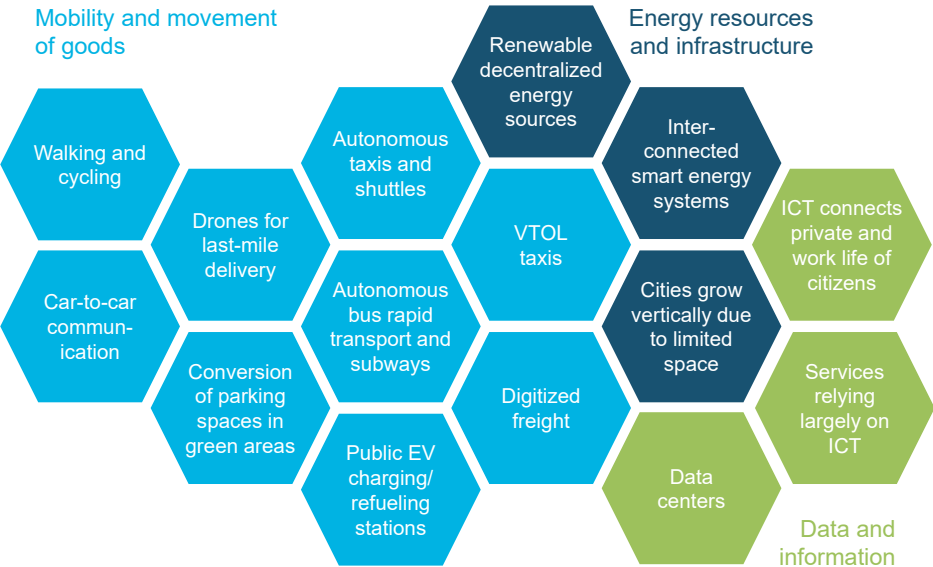 Mobility and movement
of goods
Energy resources
and infrastructure
Renewable
decentralized
energy
sources
Walking and
cycling
Autonomous
taxis and
shuttles
Inter-
connected
smart energy
systems
Drones for
last-mile
delivery
VTOL
taxis
ICT connects
private and
work life of
citizens
Car-to-car
commun-
ication
Autonomous
bus rapid
transport and
subways
Cities grow
vertically due
to limited
space
Conversion
of parking
spaces in
green areas
Digitized
freight
Services
relying
largely on
ICT
Public EV
charging/
refueling
stations
Data
centers
Data and
information